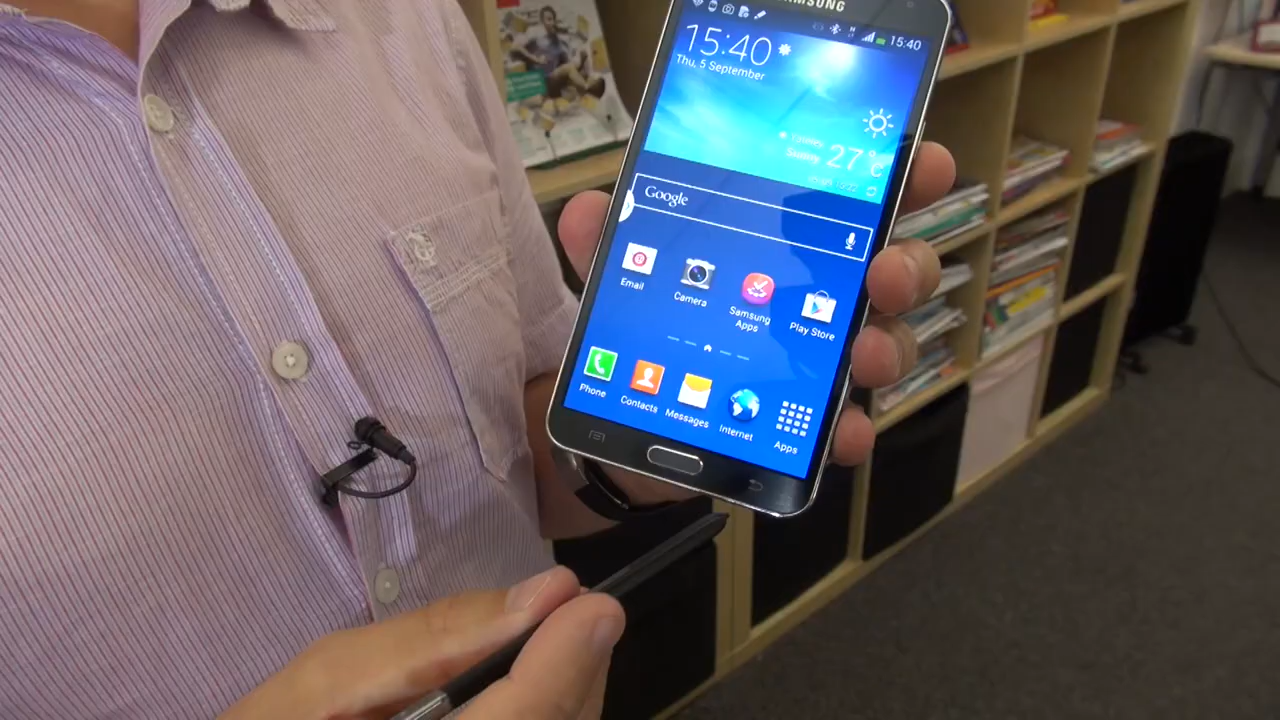 SAMSUNG
15:40
15:40
Thu, 5 September
Sunny
27°C
Google
Email
Camera
Samsung
Apps
Play Store
Phone
Contacts
Messages
Internet
Apps